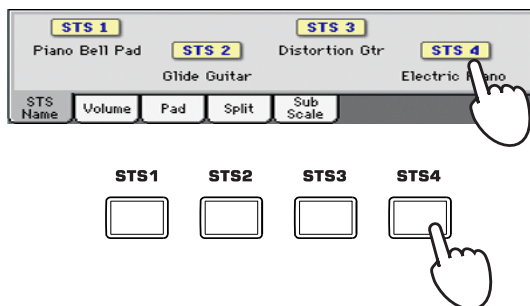 STS 1 STS 3
Piano Bell Pad STS 2 Distortion Gtr STS 4
Glide Guitar Electric Piano
STS Name Volume Pad Split Sub Scale
STS1 STS2 STS3 STS4